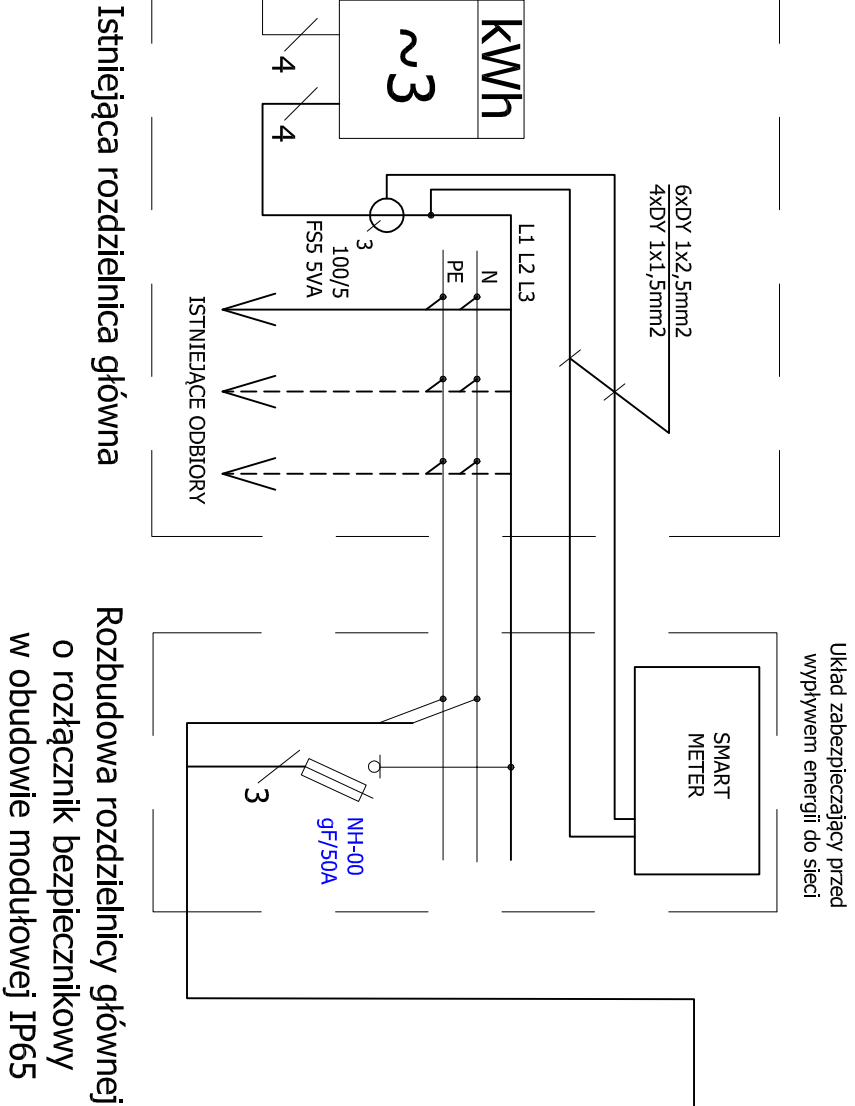 kWh
~3
4
4
6xDY 1x2,5mm2
4xDY 1x1,5mm2
L1 L2 L3
N
PE
3
100/5
FS5 5VA
ISTNIEJĄCE ODBIORY
Istniejąca rozdzielnica główna
Układ zabezpieczający przed
wypływem energii do sieci
SMART
METER
NH-00
gF/50A
3
Rozbudowa rozdzielnicy głównej
o rozłącznik bezpiecznikowy
w obudowie modułowej IP65